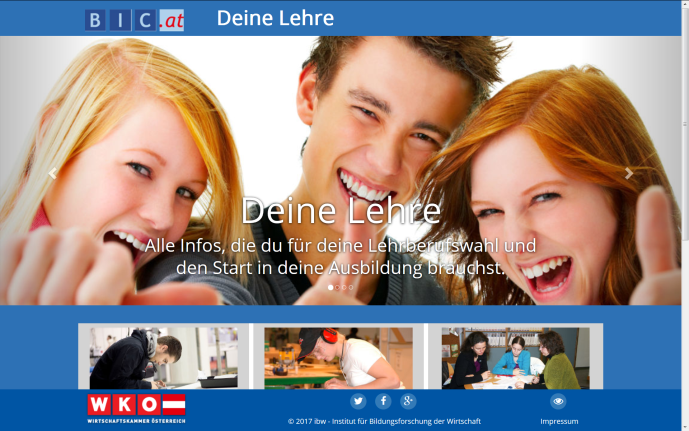 BIC.at
Deine Lehre
Deine Lehre
Alle Infos, die du für deine Lehrberufswahl und
den Start in deine Ausbildung brauchst.
WKO
WIRTSCHAFTSKAMMER ÖSTERREICH
© 2017 ibw - Institut für Bildungsforschung der Wirtschaft
Impressum